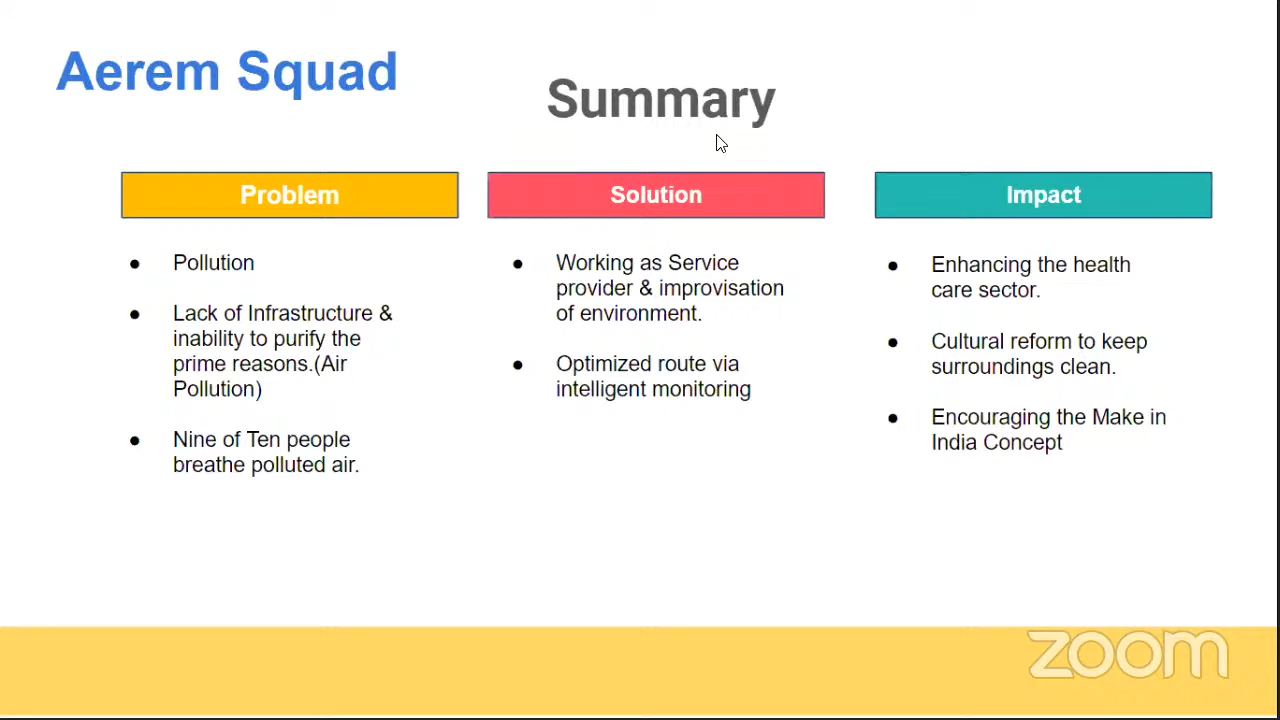 Aerem Squad
Summary
Problem
● Pollution
● Lack of Infrastructure &
inability to purify the
prime reasons.(Air
Pollution)
● Nine of Ten people
breathe polluted air.
Solution
● Working as Service
provider & improvisation
of environment.
● Optimized route via
intelligent monitoring
Impact
● Enhancing the health
care sector.
● Cultural reform to keep
surroundings clean.
● Encouraging the Make in
India Concept
zoom